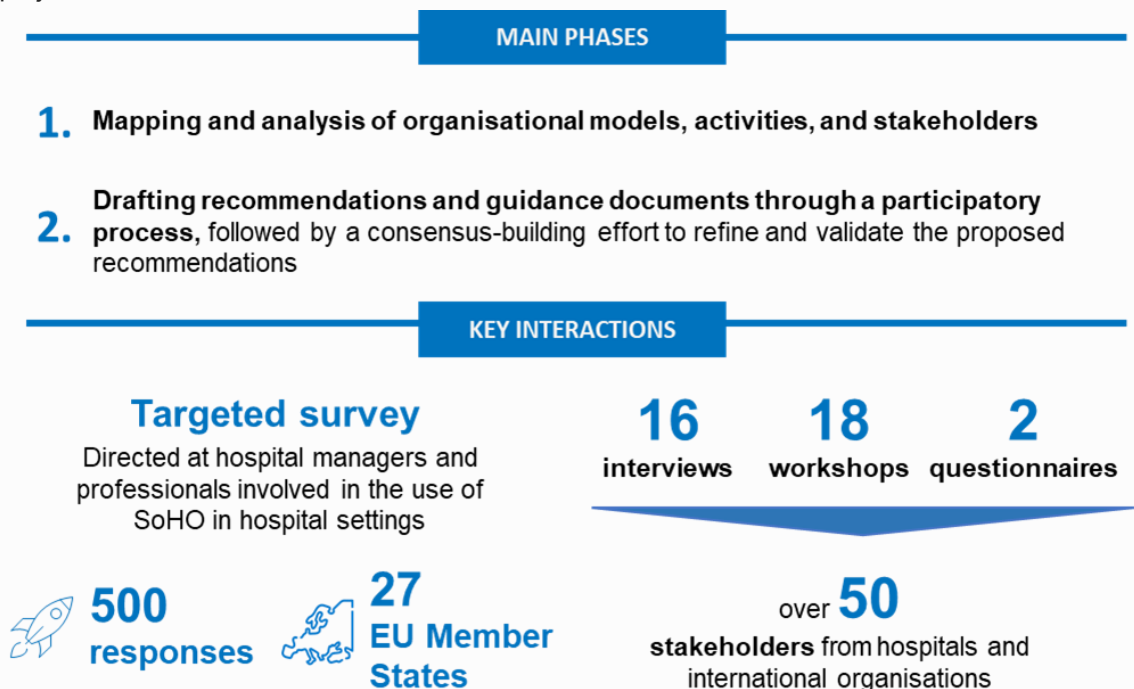 MAIN PHASES
1. Mapping and analysis of organisational models, activities, and stakeholders
2. Drafting recommendations and guidance documents through a participatory
process, followed by a consensus-building effort to refine and validate the proposed
recommendations
KEY INTERACTIONS
Targeted survey
Directed at hospital managers and
professionals involved in the use of
SoHO in hospital settings
500
responses
27
EU Member
States
16
interviews
18
workshops
2
questionnaires
over 50
stakeholders from hospitals and
international organisations